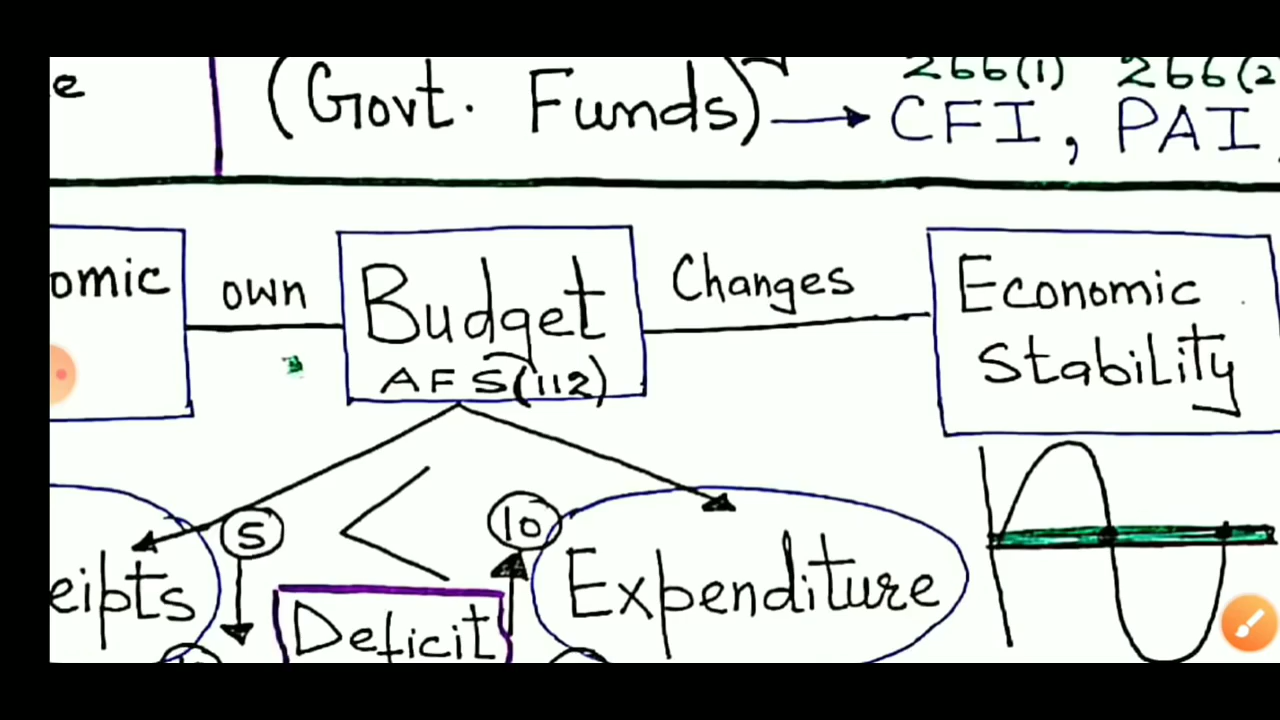 e
(Govt. Funds) → CFI, PAI,
266(1) 266(2
omic
own
Budget
AFS(112)
Changes
Economic
Stability
eipts
5
<
10
Expenditure
Deficit